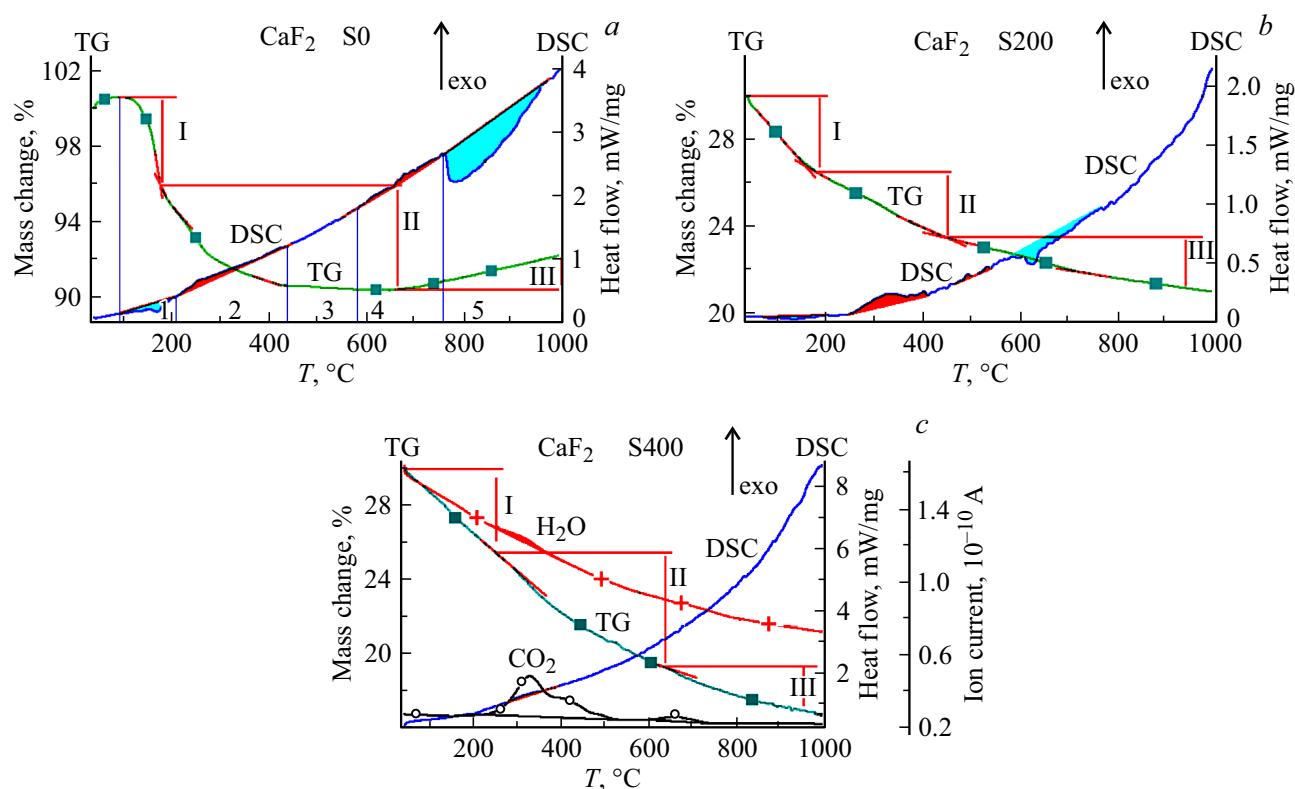 TG CaF2 S0 DSC a
exo
102
98
94
90
Mass change, %
I
II
III
DSC
TG
1 2 3 4 5
4
3
2
1
0
Heat flow, mW/mg
200 400 600 800 1000
T, °C
TG CaF2 S200 DSC b
exo
28
24
20
Mass change, %
I
II
III
DSC
TG
DSC
2.0
1.5
1.0
0.5
0
Heat flow, mW/mg
200 400 600 800 1000
T, °C
c
TG CaF2 S400 DSC
exo
28
24
20
Mass change, %
I
H2O
II
DSC
TG
CO2
III
8
6
4
2
Heat flow, mW/mg
1.4
1.0
0.6
0.2
Ion current, 10–10 A
200 400 600 800 1000
T, °C